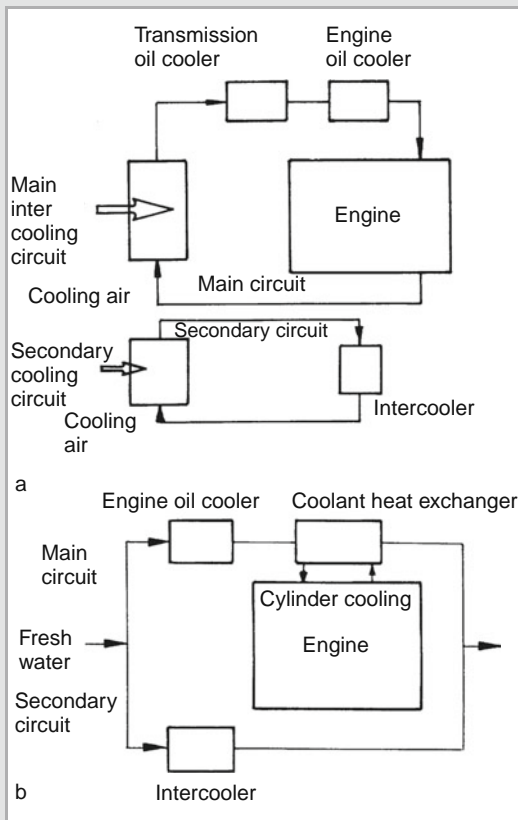 Transmission
oil cooler
Engine
oil cooler
Main
inter
cooling
circuit
Engine
Cooling air
Main circuit
Secondary circuit
Secondary
cooling
circuit
Cooling
air
Intercooler
a
Engine oil cooler
Coolant heat exchanger
Main
circuit
Cylinder cooling
Engine
Fresh
water
Secondary
circuit
Intercooler
b